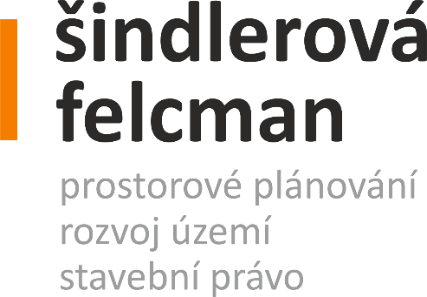 šindlerová
felcman
prostorové plánování
rozvoj území
stavební právo